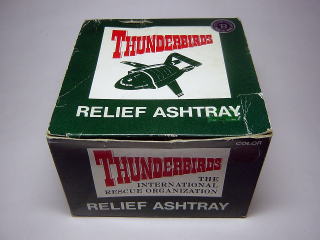 THUNDERBIRDS
RELIEF ASHTRAY
COLOR
THUNDERBIRDS
THE
INTERNATIONAL
RESCUE ORGANIZATION
RELIEF ASHTRAY